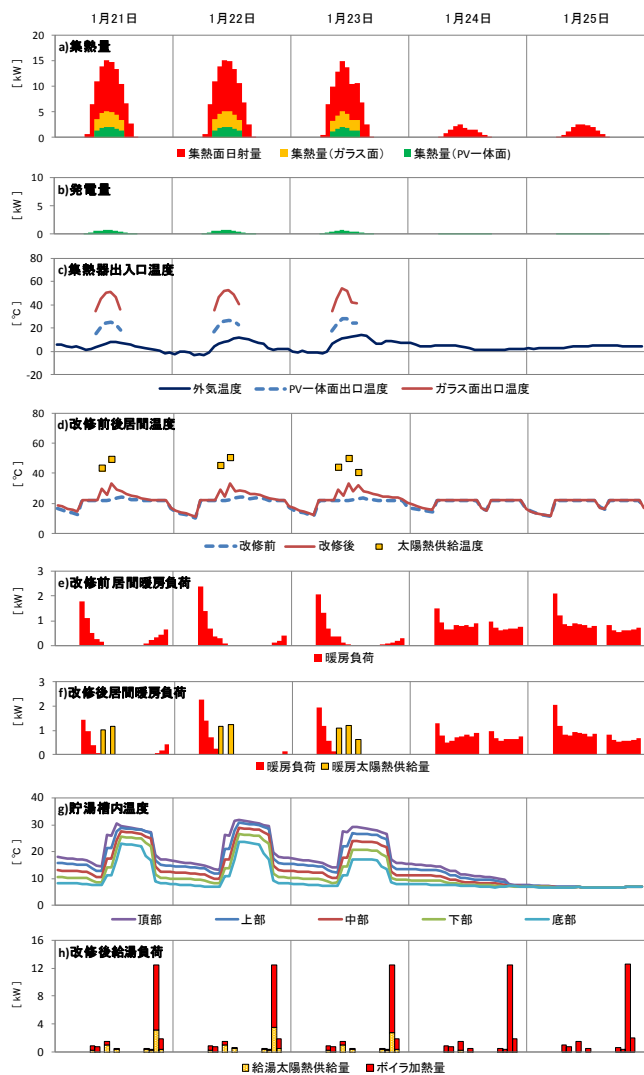 1月21日 1月22日 1月23日 1月24日 1月25日
a)集熱量
20
15
10
5
0
[ kW ]
集熱面日射量 集熱量(ガラス面) 集熱量(PV一体面)
b)発電量
10
5
0
[ kW ]
c)集熱器出入口温度
80
60
40
20
0
-20
[ ℃ ]
外気温度 PV一体面出口温度 ガラス面出口温度
d)改修前後居間温度
80
60
40
20
0
[ ℃ ]
改修前 改修後 太陽熱供給温度
e)改修前居間暖房負荷
3
2
1
0
[ kW ]
暖房負荷
f)改修後居間暖房負荷
3
2
1
0
[ kW ]
暖房負荷 暖房太陽熱供給量
g)貯湯槽内温度
40
30
20
10
0
[ ℃ ]
頂部 上部 中部 下部 底部
h)改修後給湯負荷
16
12
8
4
0
[ kW ]
給湯太陽熱供給量 ボイラ加熱量